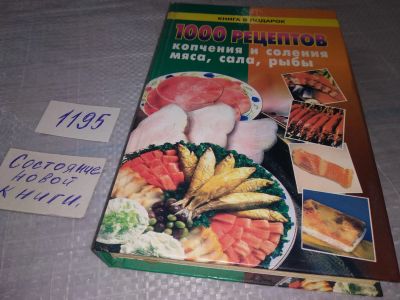 КНИГА В ПОДАРОК
1000 РЕЦЕПТОВ
копчения и соления
мяса, сала, рыбы
1195
Состояние
новой
книги.